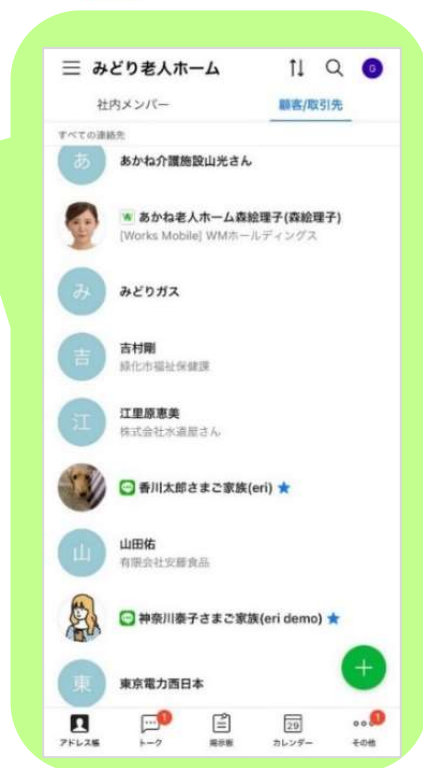 みどり老人ホーム
G
社内メンバー 顧客/取引先
すべての連絡先
あ
あかね介護施設山光さん
W あかね老人ホーム森絵理子(森絵理子)
[Works Mobile] WMホールディングス
み
みどりガス
吉
吉村剛
緑化市福祉保健課
江
江里原恵美
株式会社水道屋さん
LINE 香川太郎さまご家族(eri) ★
山
山田佑
有限会社安藤食品
LINE 神奈川泰子さまご家族(eri demo) ★
東
東京電力西日本
+
1 29 1
アドレス帳 トーク 掲示板 カレンダー その他